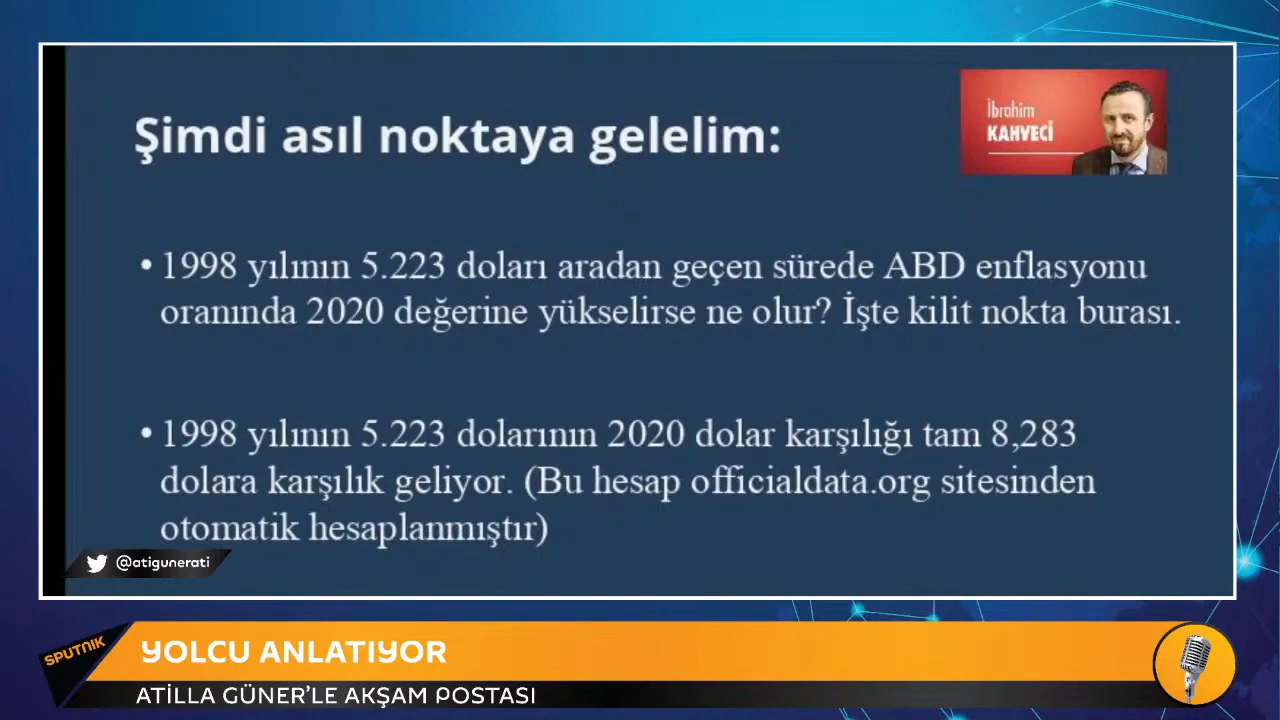 Şimdi asıl noktaya gelelim:
İbrahim
KAHVECİ
• 1998 yılının 5.223 doları aradan geçen sürede ABD enflasyonu
oranında 2020 değerine yükselirse ne olur? İşte kilit nokta burası.
• 1998 yılının 5.223 dolarının 2020 dolar karşılığı tam 8,283
dolara karşılık geliyor. (Bu hesap officialdata.org sitesinden
otomatik hesaplanmıştır)
@atigunerati
SPUTNİK
YOLCU ANLATIYOR
ATİLLA GÜNER'LE AKŞAM POSTASI